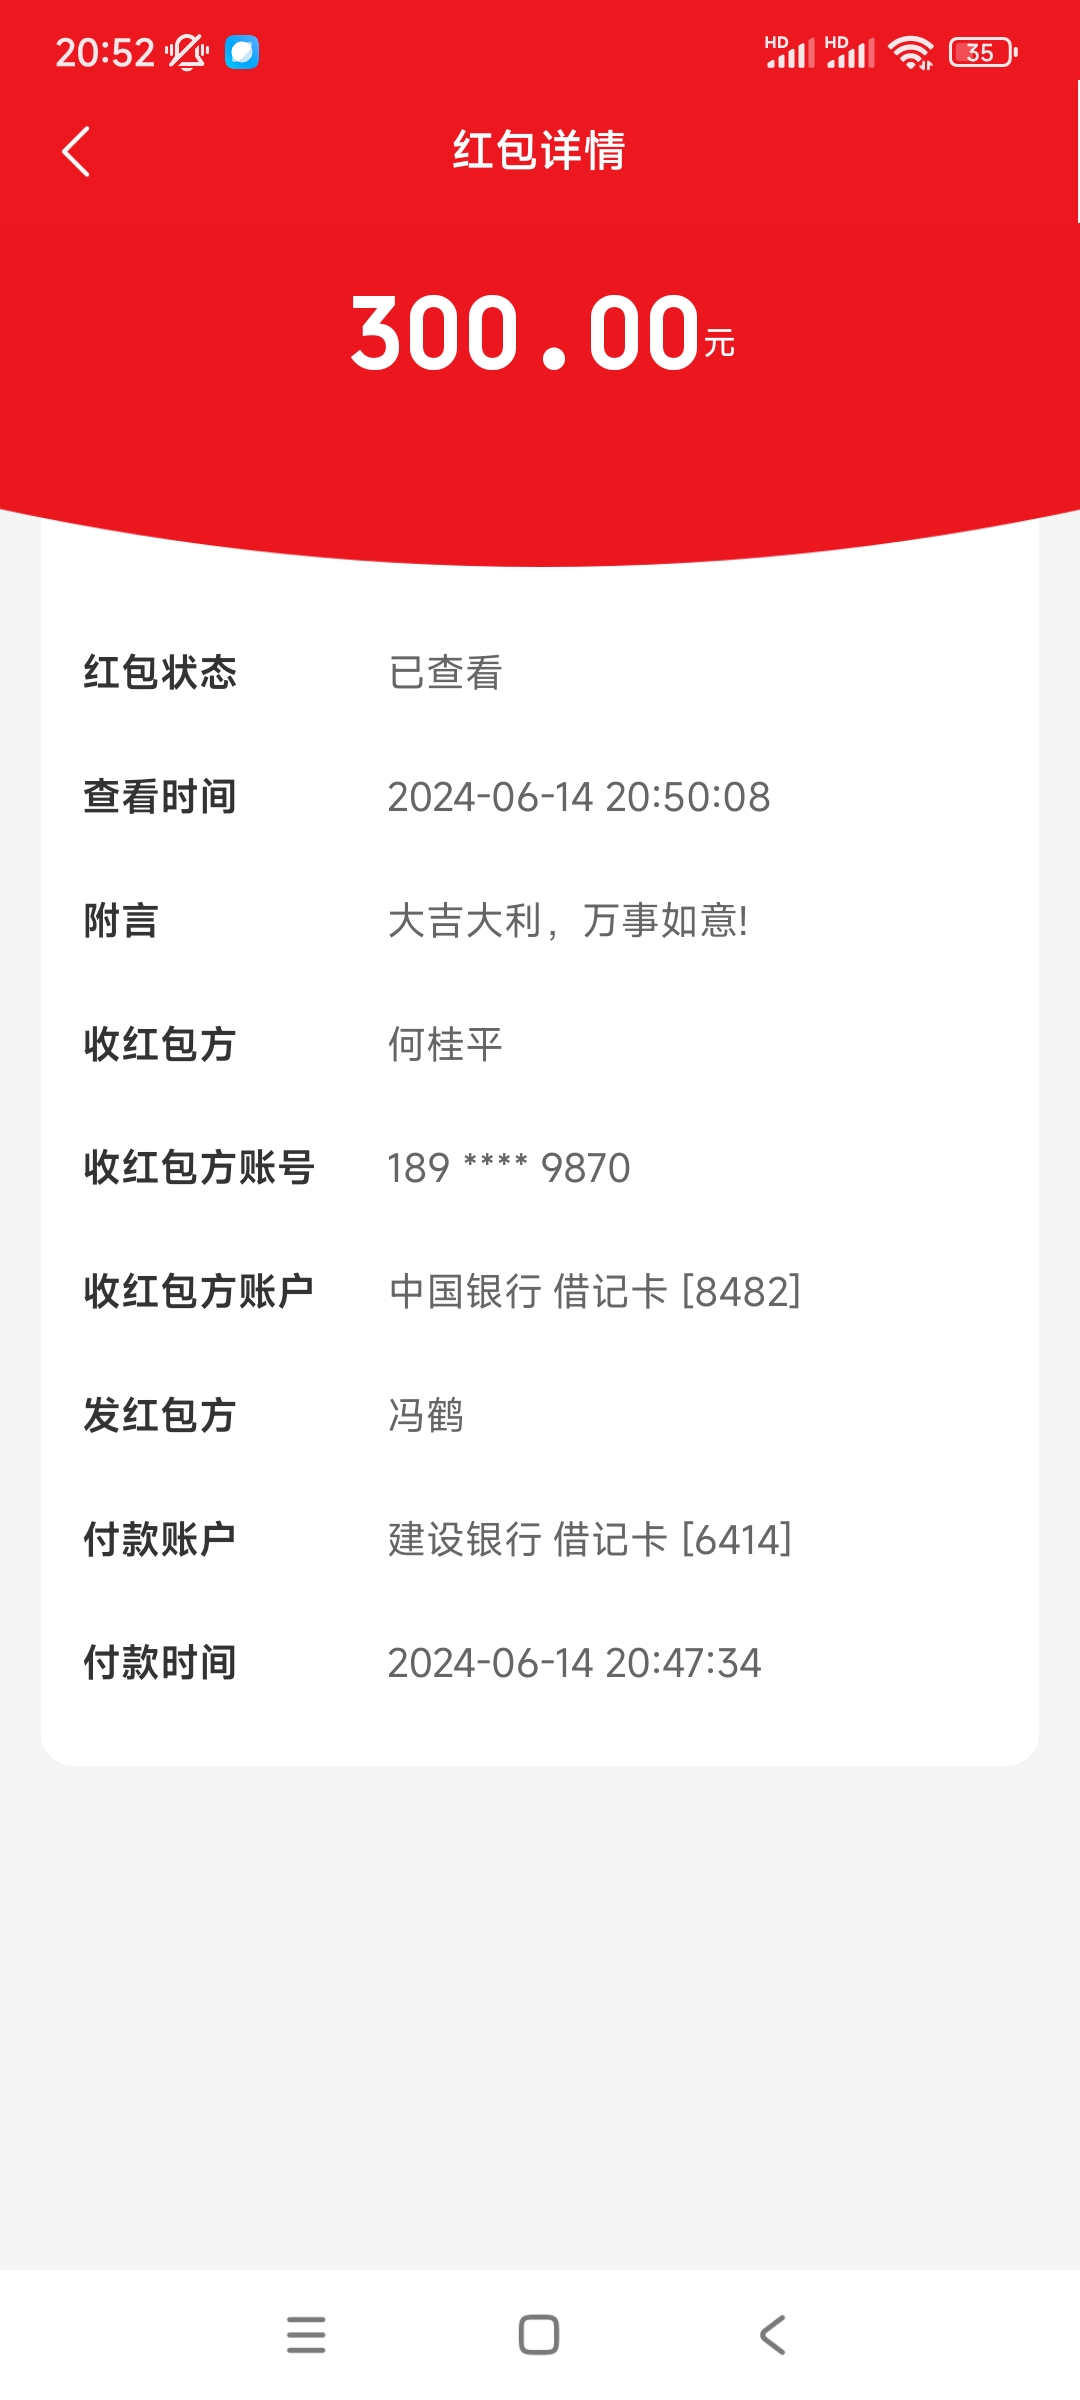 20:52 HD HD 35
红包详情
300.00元
红包状态 已查看
查看时间 2024-06-14 20:50:08
附言 大吉大利，万事如意!
收红包方 何桂平
收红包方账号 189 **** 9870
收红包方账户 中国银行 借记卡 [8482]
发红包方 冯鹤
付款账户 建设银行 借记卡 [6414]
付款时间 2024-06-14 20:47:34